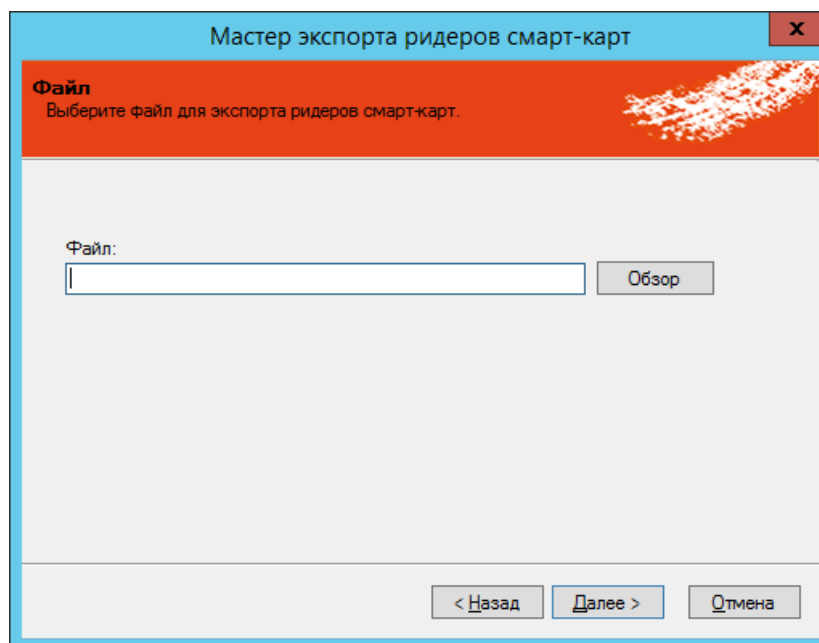 Мастер экспорта ридеров смарт-карт
x
Файл
Выберите файл для экспорта ридеров смарт-карт.
Файл:
Обзор
< Назад Далее > Отмена